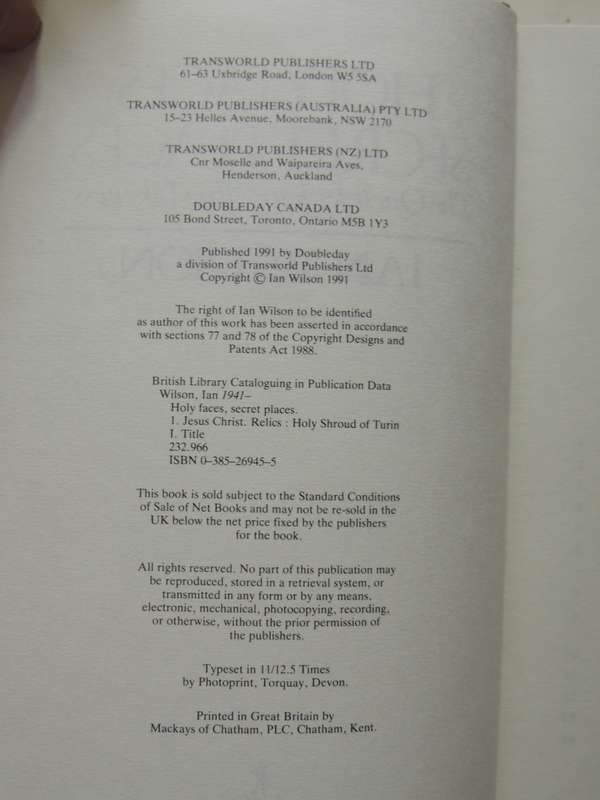 TRANSWORLD PUBLISHERS LTD
61–63 Uxbridge Road, London W5 5SA
TRANSWORLD PUBLISHERS (AUSTRALIA) PTY LTD
15–23 Helles Avenue, Moorebank, NSW 2170
TRANSWORLD PUBLISHERS (NZ) LTD
Cnr Moselle and Waipareira Aves,
Henderson, Auckland
DOUBLEDAY CANADA LTD
105 Bond Street, Toronto, Ontario M5B 1Y3
Published 1991 by Doubleday
a division of Transworld Publishers Ltd
Copyright © Ian Wilson 1991
The right of Ian Wilson to be identified
as author of this work has been asserted in accordance
with sections 77 and 78 of the Copyright Designs and
Patents Act 1988.
British Library Cataloguing in Publication Data
Wilson, Ian 1941–
Holy faces, secret places.
1. Jesus Christ. Relics : Holy Shroud of Turin
I. Title
232.966
ISBN 0–385–26945–5
This book is sold subject to the Standard Conditions
of Sale of Net Books and may not be re-sold in the
UK below the net price fixed by the publishers
for the book.
All rights reserved. No part of this publication may
be reproduced, stored in a retrieval system, or
transmitted in any form or by any means,
electronic, mechanical, photocopying, recording,
or otherwise, without the prior permission of
the publishers.
Typeset in 11/12.5 Times
by Photoprint, Torquay, Devon.
Printed in Great Britain by
Mackays of Chatham, PLC, Chatham, Kent.